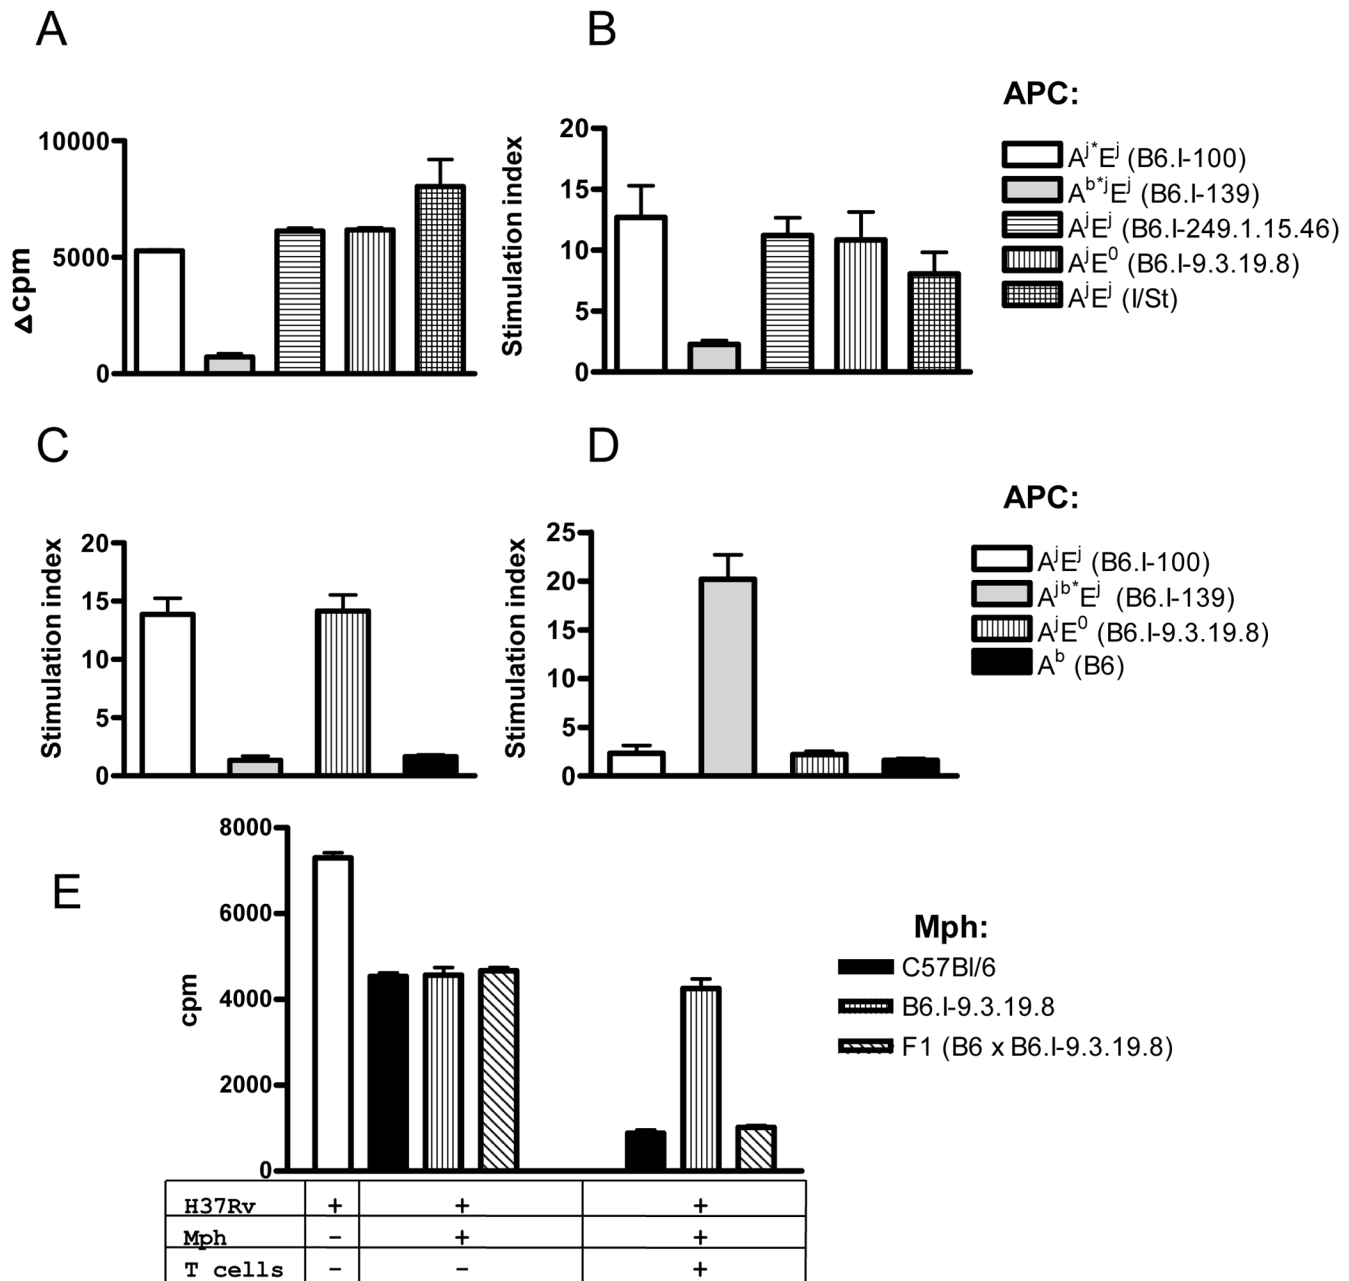 A
B
APC:
10000
5000
0
Δcpm
20
15
10
5
0
Stimulation index
Aj*Ej (B6.I-100)
Ab*jEj (B6.I-139)
AjEj (B6.I-249.1.15.46)
AjE0 (B6.I-9.3.19.8)
AjEj (I/St)
C
D
APC:
20
15
10
5
0
Stimulation index
25
20
15
10
5
0
Stimulation index
AjEj (B6.I-100)
Ajb*Ej (B6.I-139)
AjE0 (B6.I-9.3.19.8)
Ab (B6)
E
8000
6000
4000
2000
0
cpm
Mph:
C57Bl/6
B6.I-9.3.19.8
F1 (B6 x B6.I-9.3.19.8)
H37Rv + + +
Mph - + +
T cells - - +